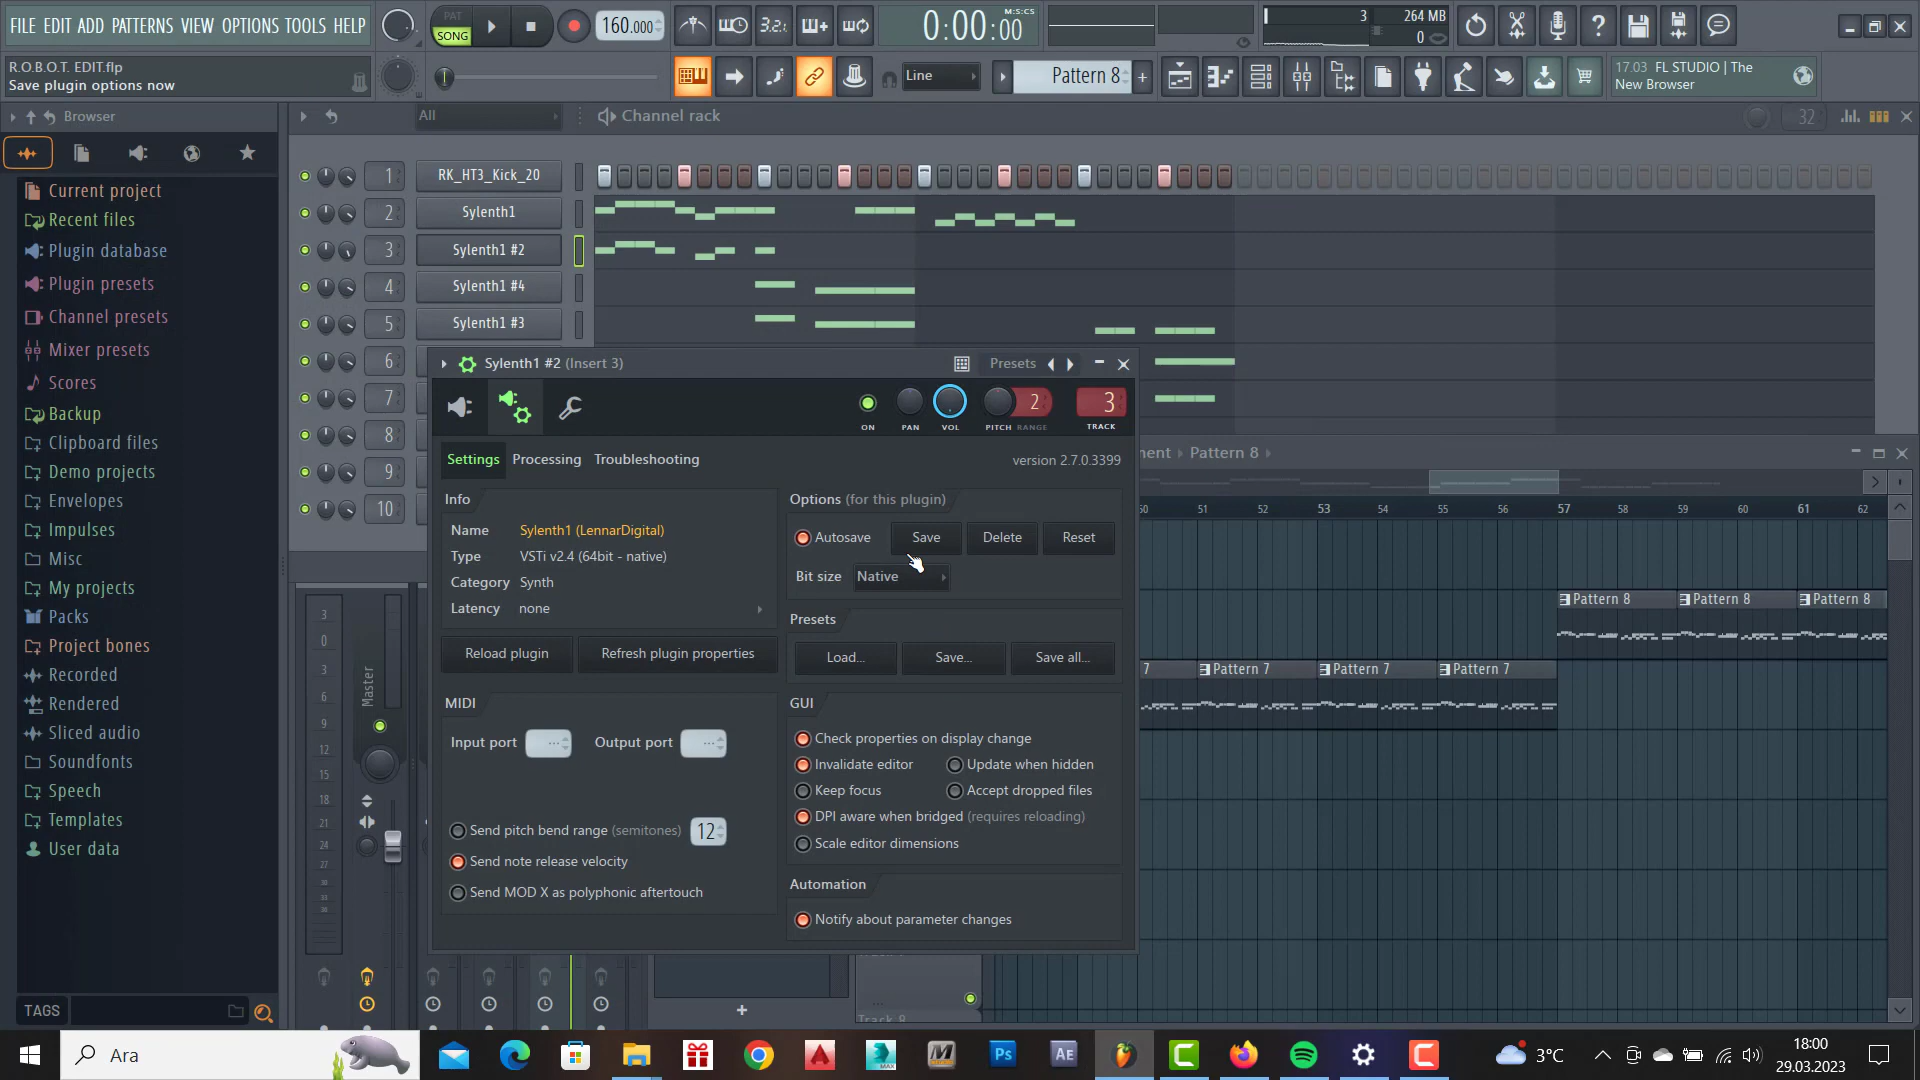 FILE EDIT ADD PATTERNS VIEW OPTIONS TOOLS HELP
PAT
SONG
160.000
3.2.
M:S:CS
0:00:00
3
264 MB
0
R.O.B.O.T. EDIT.flp
Save plugin options now
Line
Pattern 8
17.03 FL STUDIO | The
New Browser
Browser
All
Channel rack
32
Current project
Recent files
Plugin database
Plugin presets
Channel presets
Mixer presets
Scores
Backup
Clipboard files
Demo projects
Envelopes
Impulses
Misc
My projects
Packs
Project bones
Recorded
Rendered
Sliced audio
Soundfonts
Speech
Templates
User data
TAGS
1 RK_HT3_Kick_20
2 Sylenth1
3 Sylenth1 #2
4 Sylenth1 #4
5 Sylenth1 #3
6
7
8
9
10
Sylenth1 #2 (Insert 3)
Presets
2
3
ON PAN VOL PITCH RANGE TRACK
Settings Processing Troubleshooting
version 2.7.0.3399
Info
Name Sylenth1 (LennarDigital)
Type VSTi v2.4 (64bit - native)
Category Synth
Latency none
Reload plugin Refresh plugin properties
MIDI
Input port Output port
Send pitch bend range (semitones) 12
Send note release velocity
Send MOD X as polyphonic aftertouch
Options (for this plugin)
Autosave Save Delete Reset
Bit size Native
Presets
Load... Save... Save all...
GUI
Check properties on display change
Invalidate editor Update when hidden
Keep focus Accept dropped files
DPI aware when bridged (requires reloading)
Scale editor dimensions
Automation
Notify about parameter changes
ment Pattern 8
50 51 52 53 54 55 56 57 58 59 60 61 62
Pattern 8 Pattern 8 Pattern 8
7 Pattern 7 Pattern 7 Pattern 7
3
0
3
6
9
12
15
18
21
24
27
Master
+
Track 8
Ara
Ps
Ae
3°C
18:00
29.03.2023